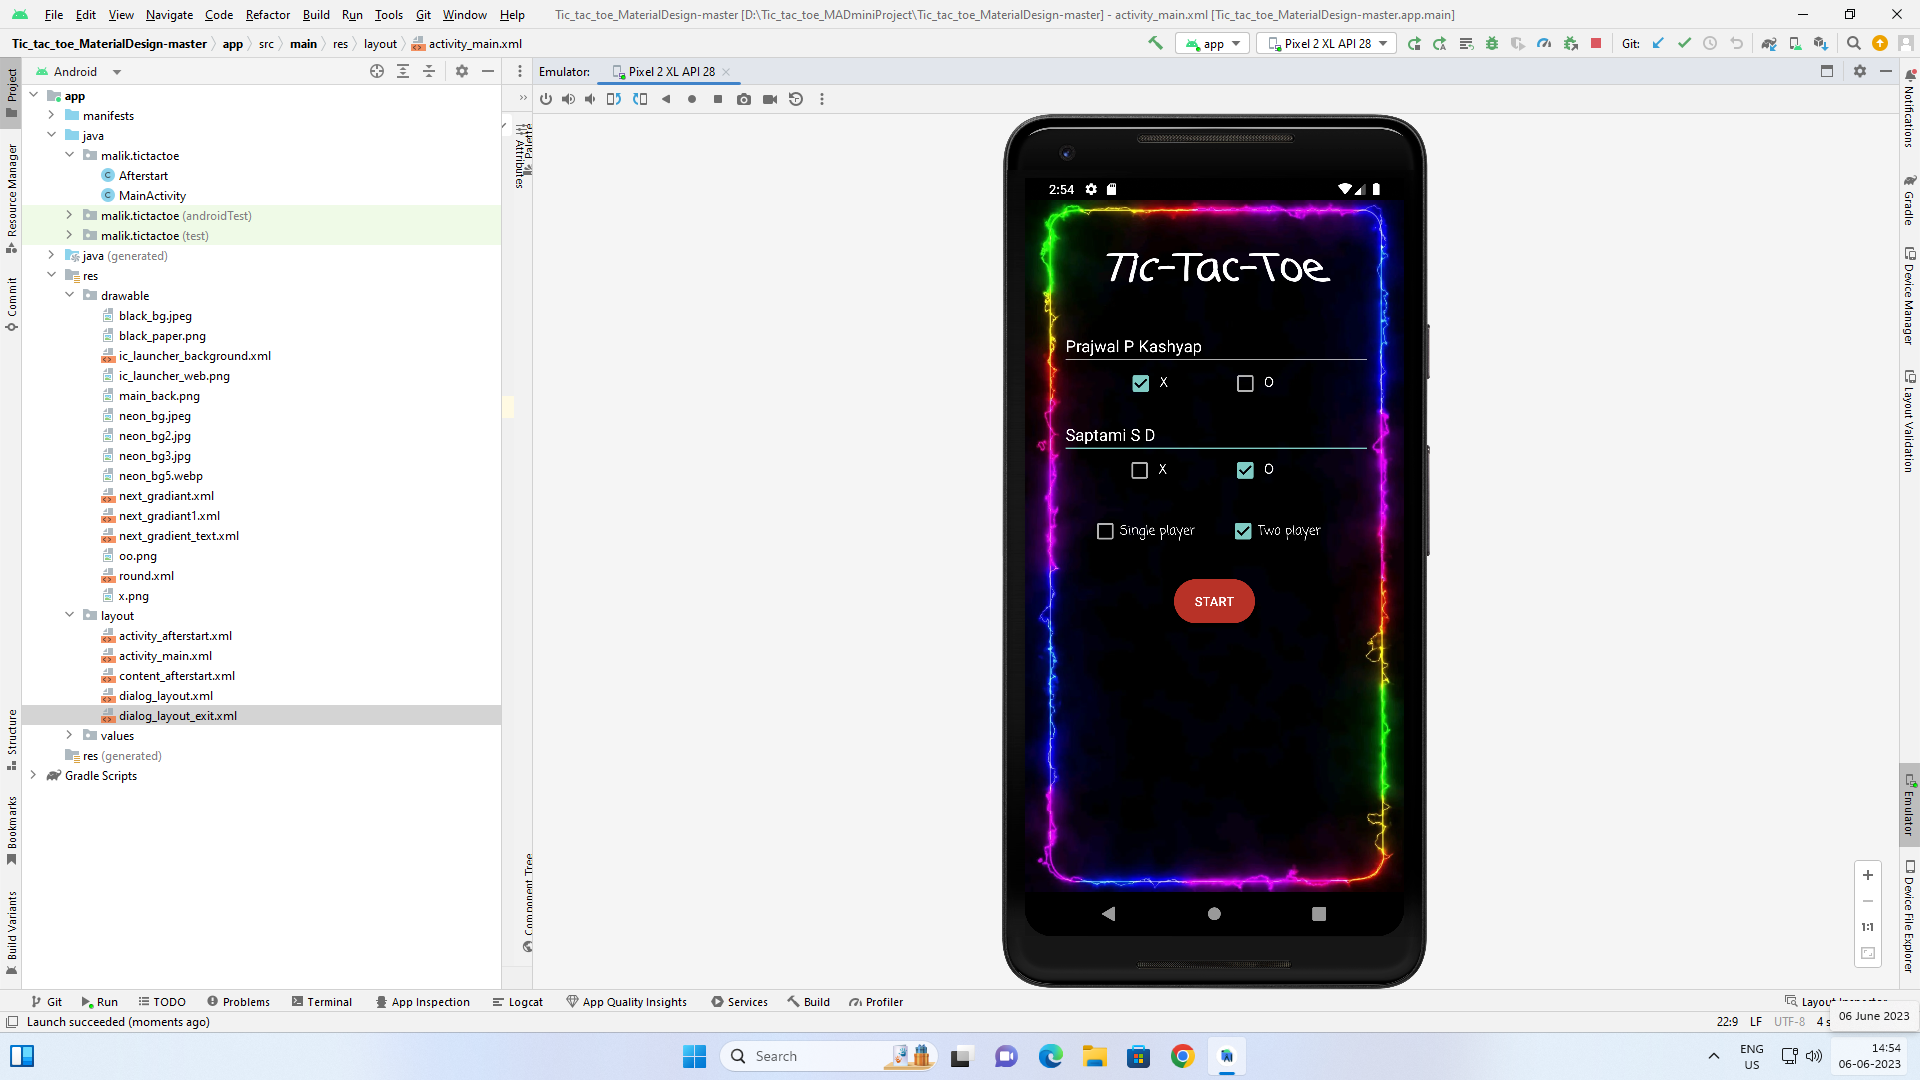 File Edit View Navigate Code Refactor Build Run Tools Git Window Help Tic_tac_toe_MaterialDesign-master [D:\Tic_tac_toe_MADminiProject\Tic_tac_toe_MaterialDesign-master] - activity_main.xml [Tic_tac_toe_MaterialDesign-master.app.main]
Tic_tac_toe_MaterialDesign-master app src main res layout activity_main.xml app Pixel 2 XL API 28 Git:
Project
Resource Manager
Commit
Structure
Bookmarks
Build Variants
Android
app
manifests
java
malik.tictactoe
Afterstart
MainActivity
malik.tictactoe (androidTest)
malik.tictactoe (test)
java (generated)
res
drawable
black_bg.jpeg
black_paper.png
ic_launcher_background.xml
ic_launcher_web.png
main_back.png
neon_bg.jpeg
neon_bg2.jpg
neon_bg3.jpg
neon_bg5.webp
next_gradiant.xml
next_gradiant1.xml
next_gradient_text.xml
oo.png
round.xml
x.png
layout
activity_afterstart.xml
activity_main.xml
content_afterstart.xml
dialog_layout.xml
dialog_layout_exit.xml
values
res (generated)
Gradle Scripts
Palette
Attributes
Component Tree
Emulator: Pixel 2 XL API 28
2:54
Tic-Tac-Toe
Prajwal P Kashyap
X O
Saptami S D
X O
Single player Two player
START
1:1
Notifications
Gradle
Device Manager
Layout Validation
Emulator
Device File Explorer
Git Run TODO Problems Terminal App Inspection Logcat App Quality Insights Services Build Profiler Layout Inspector
Launch succeeded (moments ago) 22:9 LF UTF-8 4 s
06 June 2023
Search
ENG
US
14:54
06-06-2023